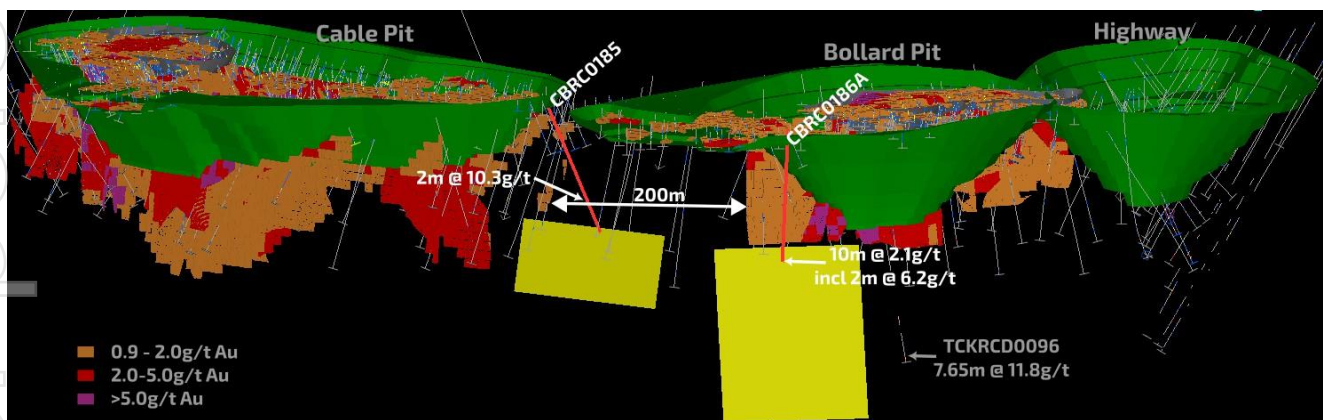 Cable Pit
CBRC0185
Bollard Pit
Highway
CBRC0186A
2m @ 10.3g/t
200m
10m @ 2.1g/t
incl 2m @ 6.2g/t
TCKRCD0096
7.65m @ 11.8g/t
0.9 - 2.0g/t Au
2.0-5.0g/t Au
>5.0g/t Au